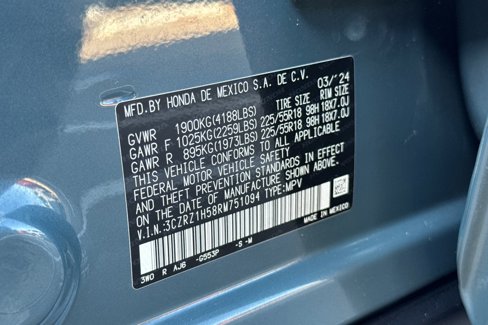 MFD.BY HONDA DE MEXICO S.A. DE C.V. 03/'24
TIRE SIZE RIM SIZE
GVWR 1900KG(4188LBS)
GAWR F 1025KG(2259LBS) 225/55R18 98H 18X7.0J
GAWR R 895KG(1973LBS) 225/55R18 98H 18X7.0J
THIS VEHICLE CONFORMS TO ALL APPLICABLE
FEDERAL MOTOR VEHICLE SAFETY
AND THEFT PREVENTION STANDARDS IN EFFECT
ON THE DATE OF MANUFACTURE SHOWN ABOVE.
V.I.N.:3CZRZ1H58RM751094 TYPE:MPV
3WO R AJ6 -G553P -S -M
MADE IN MEXICO